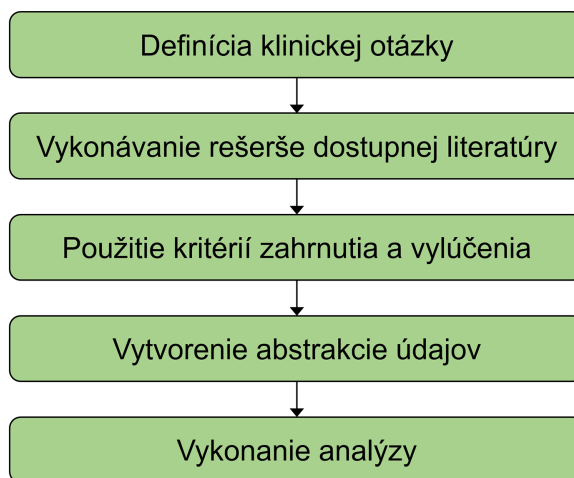 Definícia klinickej otázky
Vykonávanie rešerše dostupnej literatúry
Použitie kritérií zahrnutia a vylúčenia
Vytvorenie abstrakcie údajov
Vykonanie analýzy